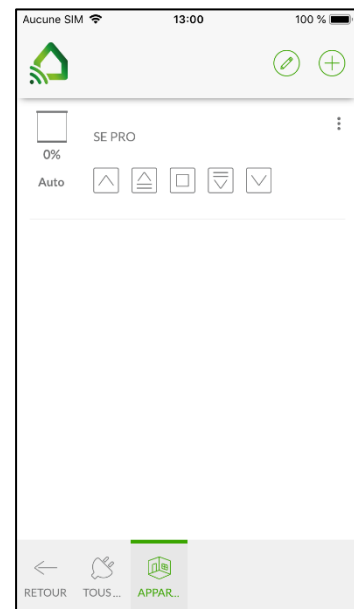 Aucune SIM 13:00 100 %
SE PRO
0%
Auto
RETOUR TOUS... APPAR...